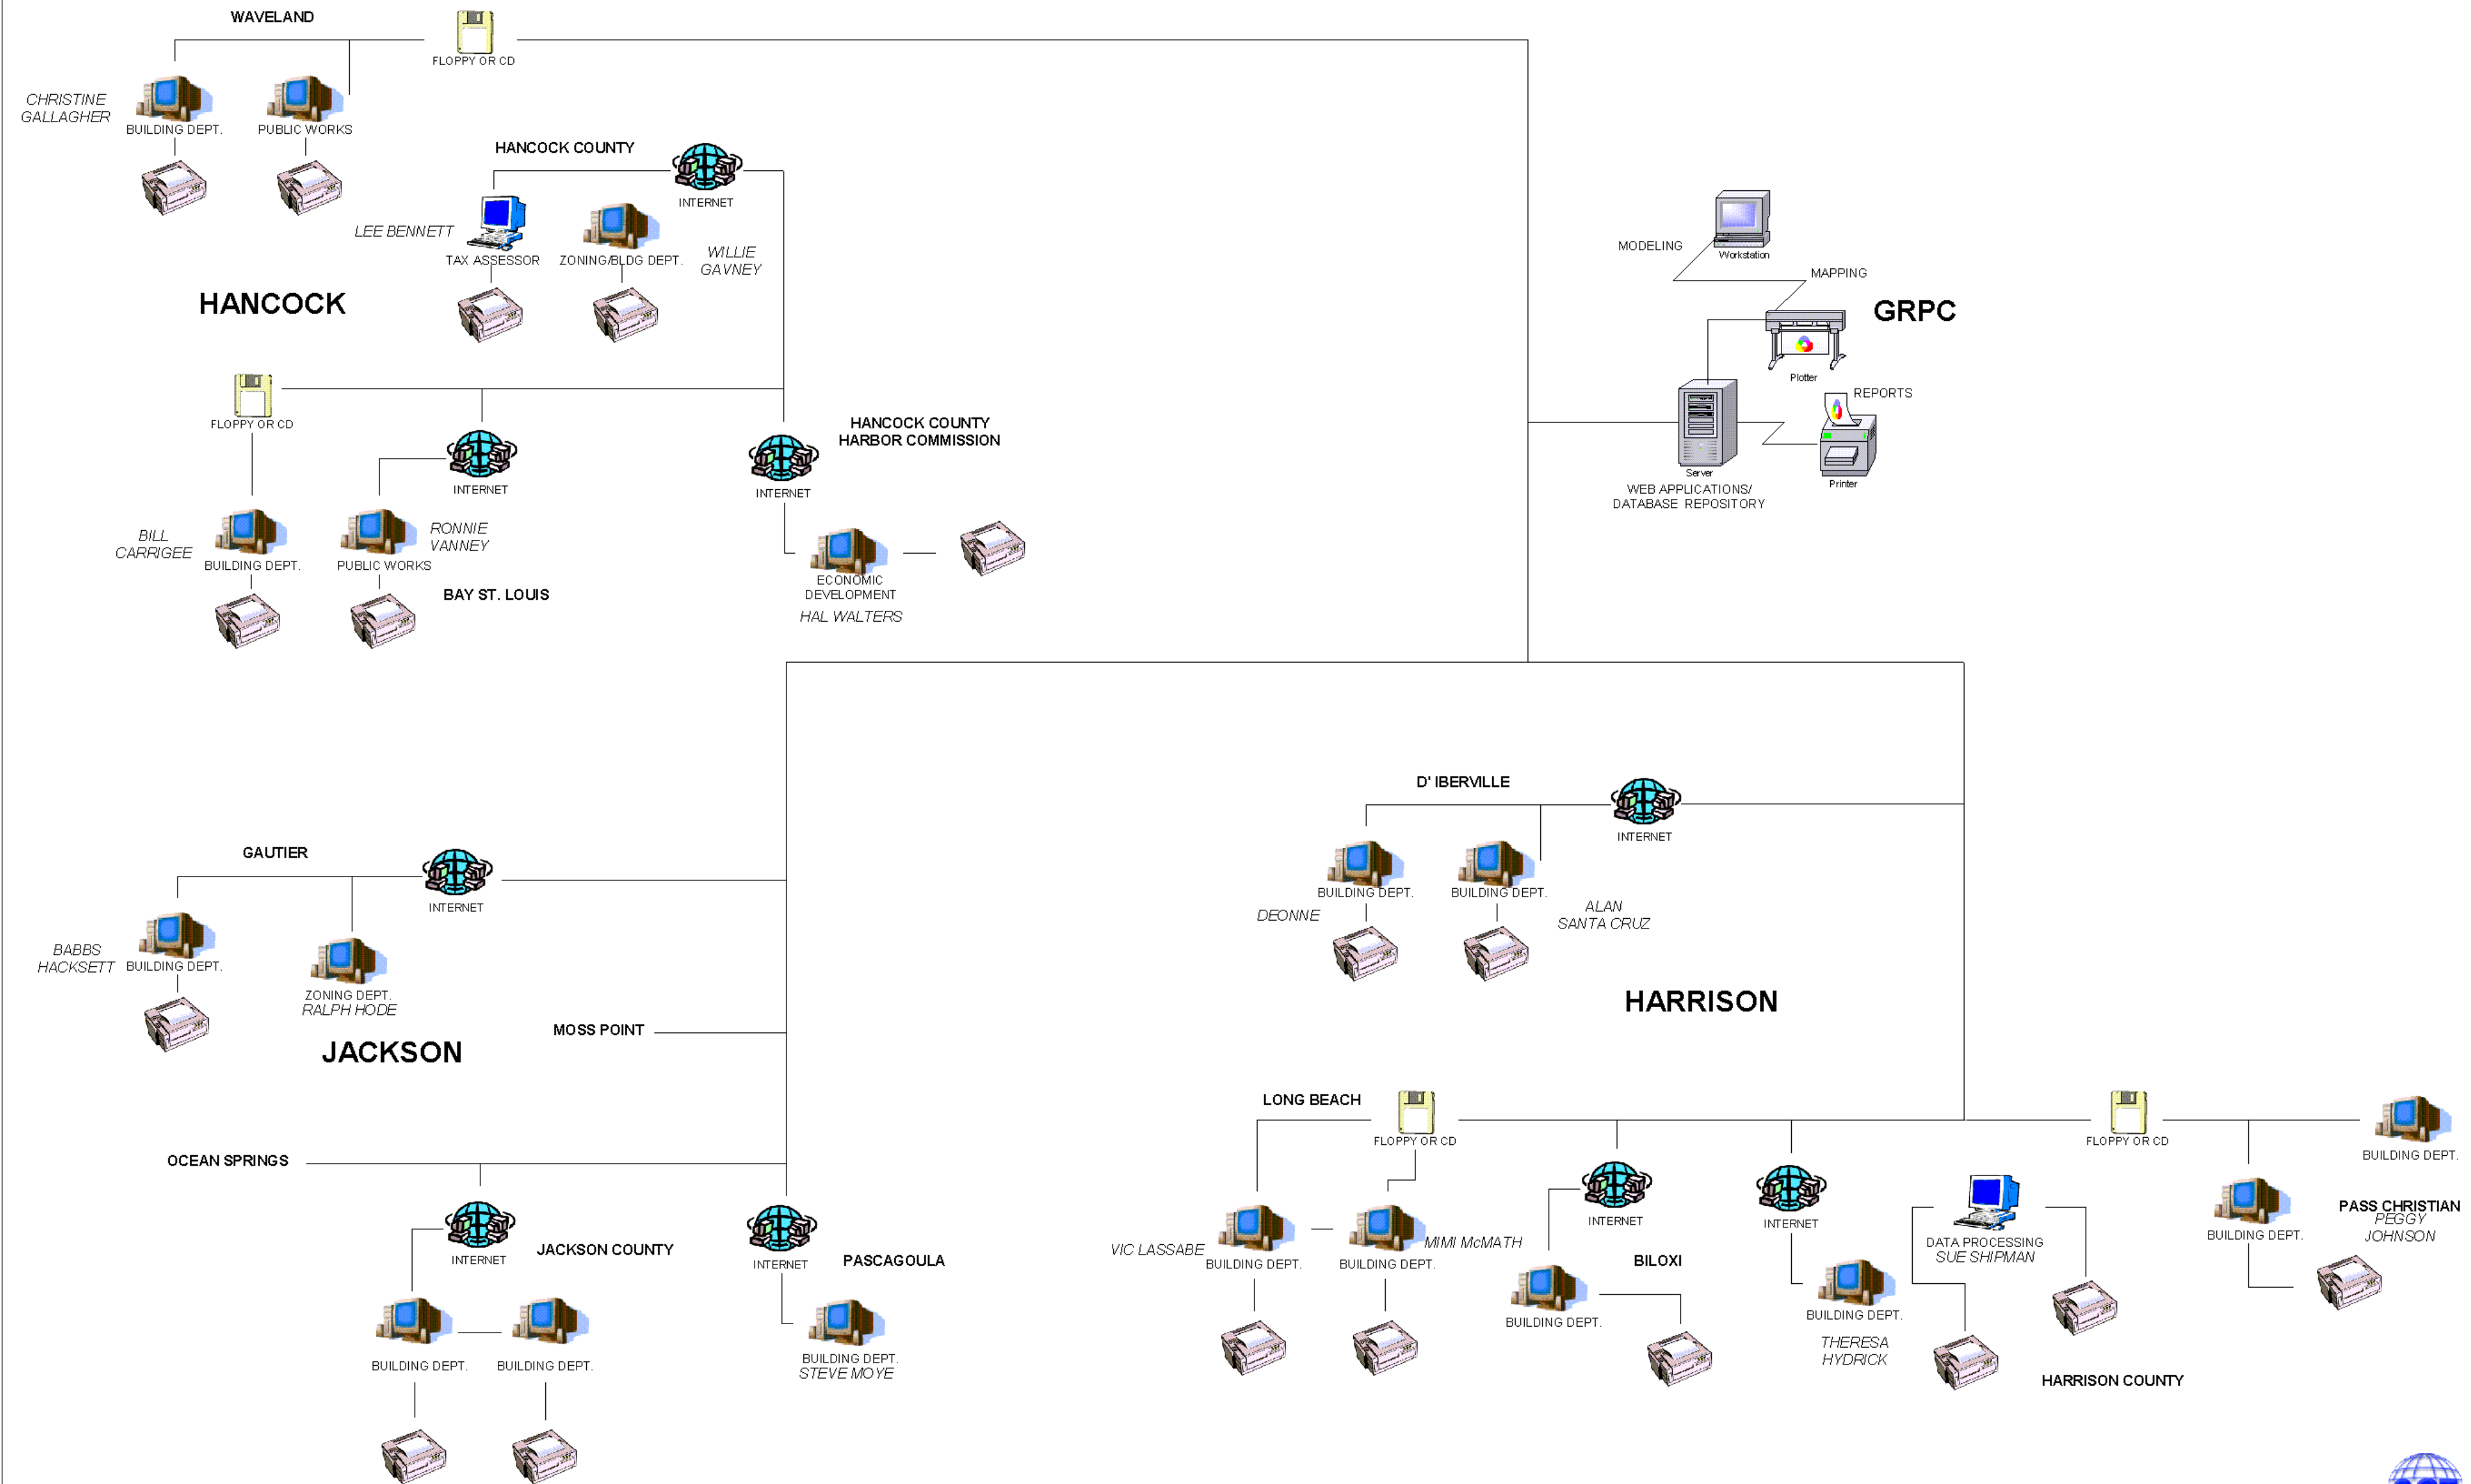 WAVELAND
FLOPPY OR CD
CHRISTINE
GALLAGHER
BUILDING DEPT.
PUBLIC WORKS
HANCOCK COUNTY
INTERNET
LEE BENNETT
TAX ASSESSOR
ZONING/BLDG DEPT.
WILLIE
GAVNEY
HANCOCK
MODELING
Workstation
MAPPING
GRPC
Plotter
REPORTS
Server
Printer
WEB APPLICATIONS/
DATABASE REPOSITORY
FLOPPY OR CD
INTERNET
HANCOCK COUNTY
HARBOR COMMISSION
INTERNET
BILL
CARRIGEE
BUILDING DEPT.
RONNIE
VANNEY
PUBLIC WORKS
BAY ST. LOUIS
ECONOMIC
DEVELOPMENT
HAL WALTERS
D' IBERVILLE
INTERNET
BUILDING DEPT.
BUILDING DEPT.
DEONNE
ALAN
SANTA CRUZ
HARRISON
GAUTIER
INTERNET
BABBS
HACKSETT
BUILDING DEPT.
ZONING DEPT.
RALPH HODE
MOSS POINT
JACKSON
OCEAN SPRINGS
INTERNET
JACKSON COUNTY
INTERNET
PASCAGOULA
BUILDING DEPT.
BUILDING DEPT.
BUILDING DEPT.
STEVE MOYE
LONG BEACH
FLOPPY OR CD
FLOPPY OR CD
BUILDING DEPT.
VIC LASSABE
BUILDING DEPT.
MIMI McMATH
BUILDING DEPT.
INTERNET
BILOXI
BUILDING DEPT.
INTERNET
BUILDING DEPT.
THERESA
HYDRICK
DATA PROCESSING
SUE SHIPMAN
HARRISON COUNTY
BUILDING DEPT.
PASS CHRISTIAN
PEGGY
JOHNSON